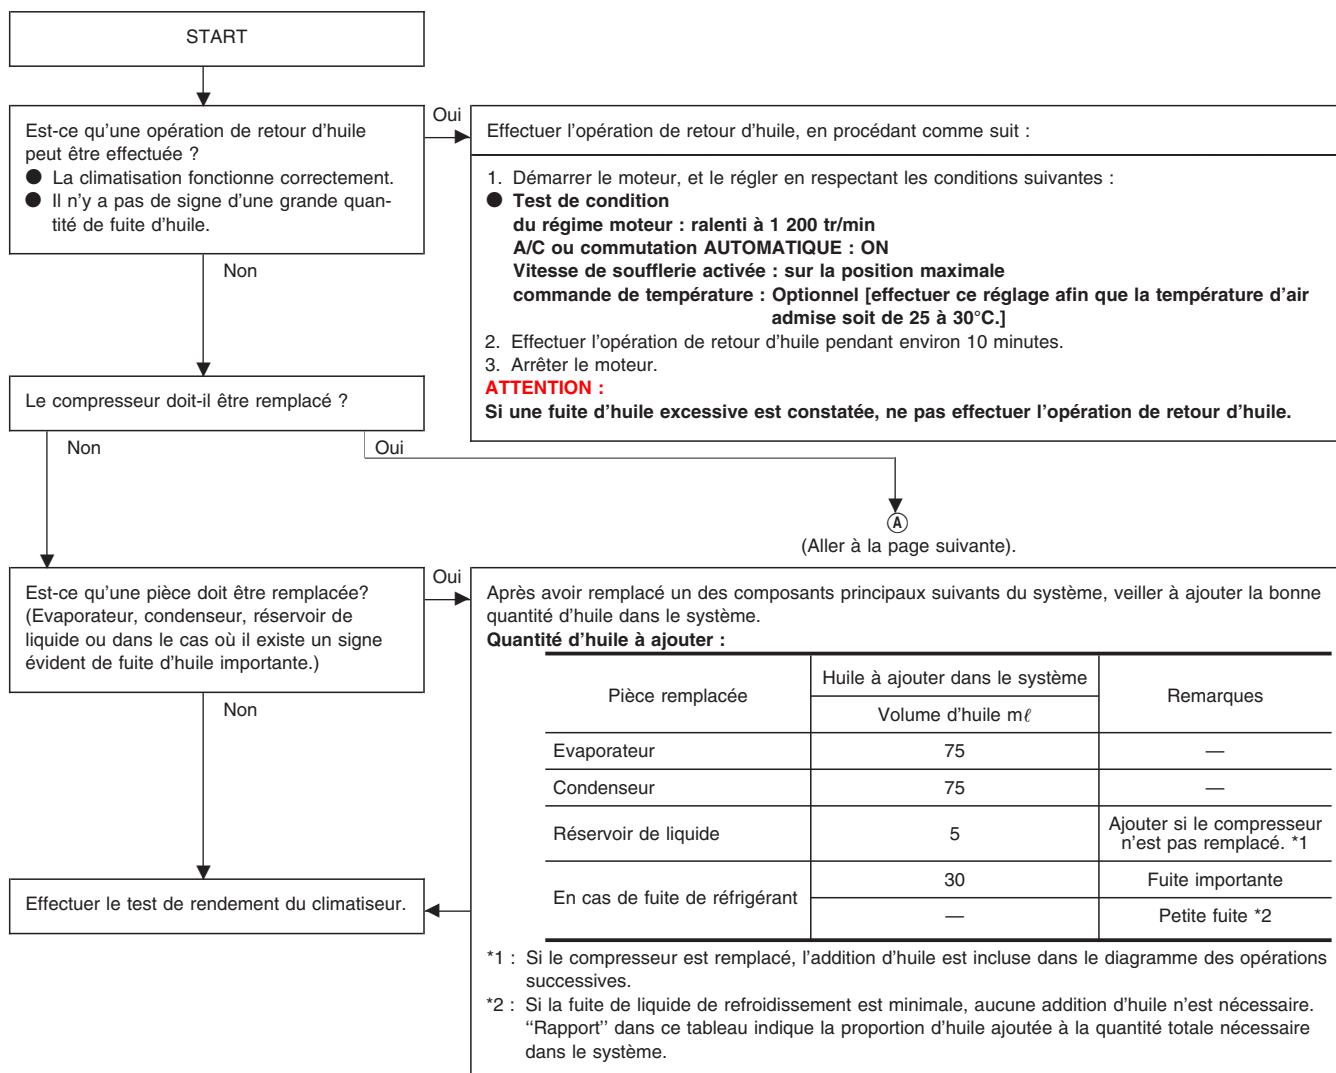 START
Est-ce qu'une opération de retour d'huile
peut être effectuée ?
● La climatisation fonctionne correctement.
● Il n'y a pas de signe d'une grande quan-
tité de fuite d'huile.
Oui
Non
Effectuer l'opération de retour d'huile, en procédant comme suit :
1. Démarrer le moteur, et le régler en respectant les conditions suivantes :
● Test de condition
du régime moteur : ralenti à 1 200 tr/min
A/C ou commutation AUTOMATIQUE : ON
Vitesse de soufflerie activée : sur la position maximale
commande de température : Optionnel [effectuer ce réglage afin que la température d'air
admise soit de 25 à 30°C.]
2. Effectuer l'opération de retour d'huile pendant environ 10 minutes.
3. Arrêter le moteur.
ATTENTION :
Si une fuite d'huile excessive est constatée, ne pas effectuer l'opération de retour d'huile.
Le compresseur doit-il être remplacé ?
Non
Oui
A
(Aller à la page suivante).
Est-ce qu'une pièce doit être remplacée?
(Evaporateur, condenseur, réservoir de
liquide ou dans le cas où il existe un signe
évident de fuite d'huile importante.)
Oui
Non
Après avoir remplacé un des composants principaux suivants du système, veiller à ajouter la bonne
quantité d'huile dans le système.
Quantité d'huile à ajouter :
Pièce remplacée
Huile à ajouter dans le système
Volume d'huile mℓ
Remarques
Evaporateur 75 —
Condenseur 75 —
Réservoir de liquide 5 Ajouter si le compresseur
n'est pas remplacé. *1
En cas de fuite de réfrigérant
30 Fuite importante
— Petite fuite *2
*1 : Si le compresseur est remplacé, l'addition d'huile est incluse dans le diagramme des opérations
successives.
*2 : Si la fuite de liquide de refroidissement est minimale, aucune addition d'huile n'est nécessaire.
''Rapport'' dans ce tableau indique la proportion d'huile ajoutée à la quantité totale nécessaire
dans le système.
Effectuer le test de rendement du climatiseur.